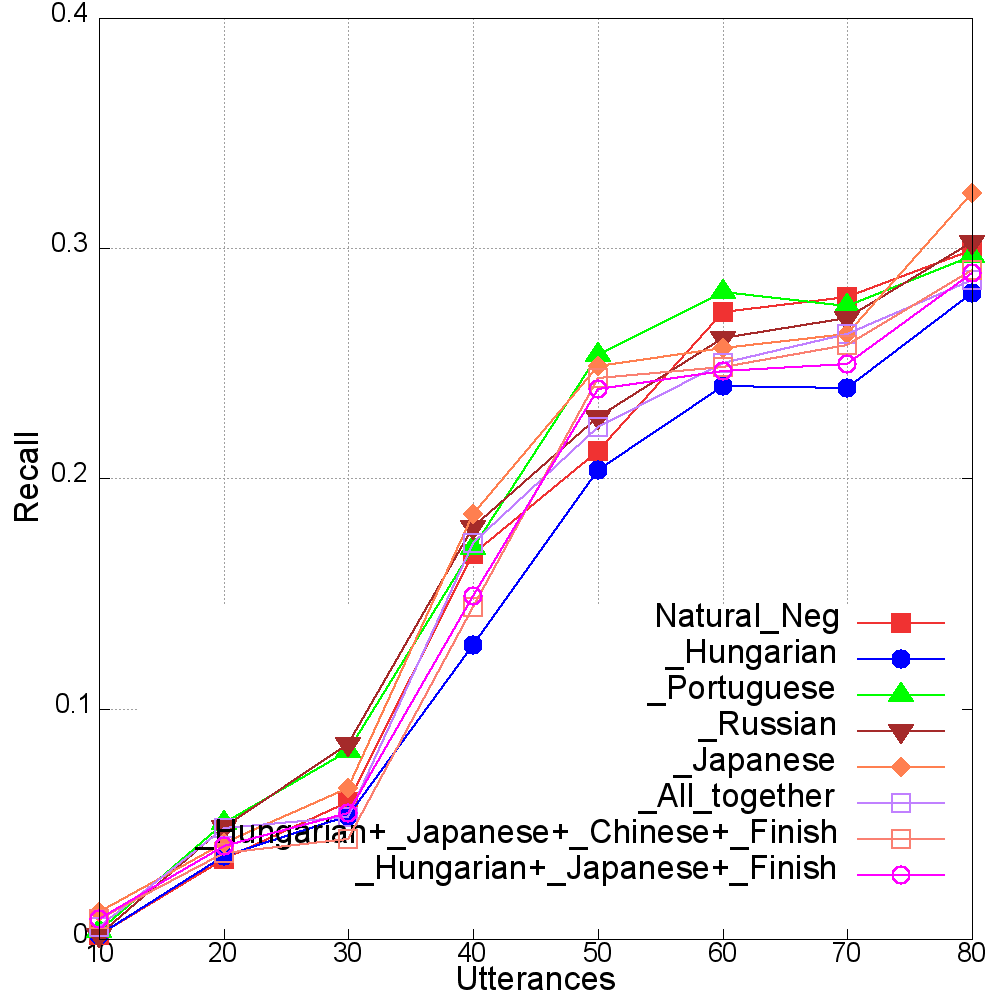 0.4
0.3
0.2
0.1
0
Recall
10 20 30 40 50 60 70 80
Utterances
Natural_Neg
_Hungarian
_Portuguese
_Russian
_Japanese
_All_together
_Hungarian+_Japanese+_Chinese+_Finish
_Hungarian+_Japanese+_Finish